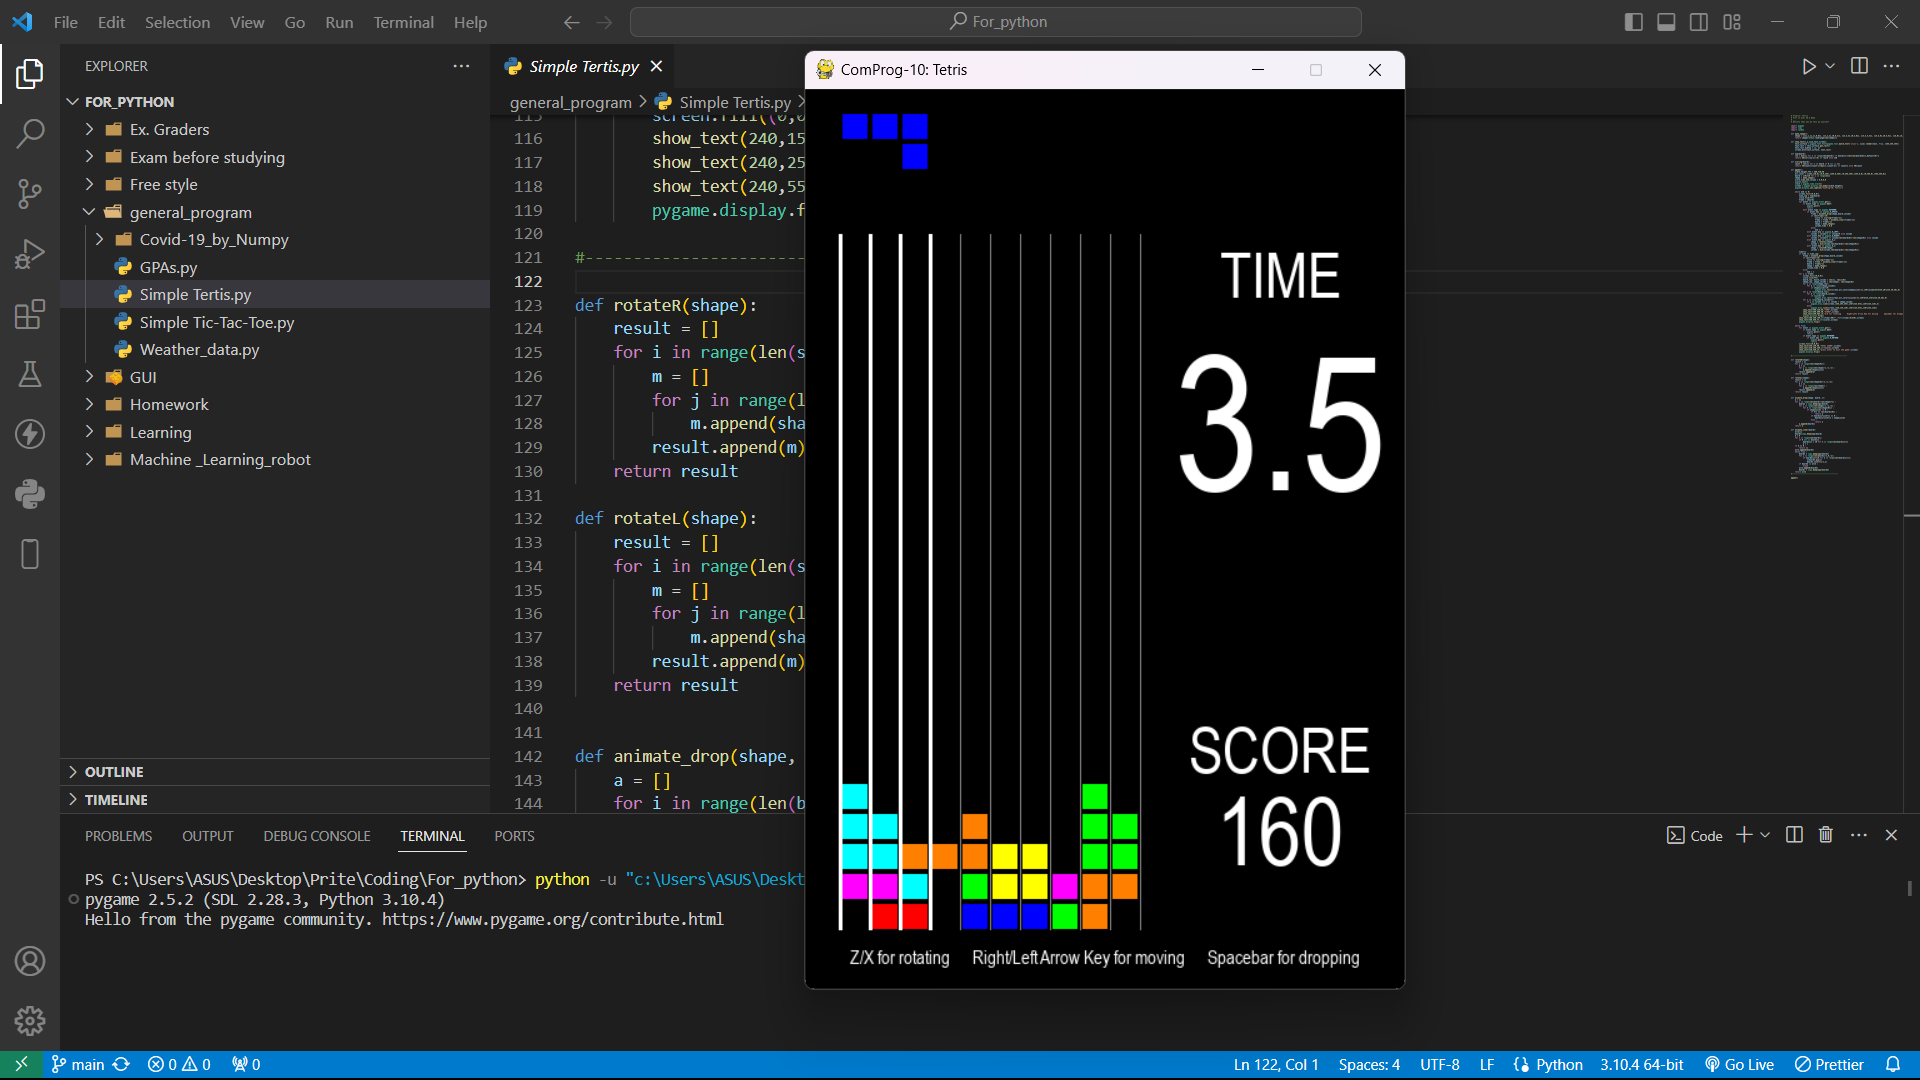 File Edit Selection View Go Run Terminal Help
For_python
EXPLORER
FOR_PYTHON
Ex. Graders
Exam before studying
Free style
general_program
Covid-19_by_Numpy
GPAs.py
Simple Tertis.py
Simple Tic-Tac-Toe.py
Weather_data.py
GUI
Homework
Learning
Machine _Learning_robot
OUTLINE
TIMELINE
Simple Tertis.py
general_program > Simple Tertis.py >
115 screen.fill((0,0
116 show_text(240,15
117 show_text(240,25
118 show_text(240,55
119 pygame.display.f
120
121 #-----------------------
122
123 def rotateR(shape):
124 result = []
125 for i in range(len(s
126 m = []
127 for j in range(l
128 m.append(sha
129 result.append(m)
130 return result
131
132 def rotateL(shape):
133 result = []
134 for i in range(len(s
135 m = []
136 for j in range(l
137 m.append(sha
138 result.append(m)
139 return result
140
141
142 def animate_drop(shape,
143 a = []
144 for i in range(len(b
ComProg-10: Tetris
TIME
3.5
SCORE
160
Z/X for rotating Right/Left Arrow Key for moving Spacebar for dropping
PROBLEMS OUTPUT DEBUG CONSOLE TERMINAL PORTS
Code
PS C:\Users\ASUS\Desktop\Prite\Coding\For_python> python -u "c:\Users\ASUS\Deskt
pygame 2.5.2 (SDL 2.28.3, Python 3.10.4)
Hello from the pygame community. https://www.pygame.org/contribute.html
main 0 0 0
Ln 122, Col 1 Spaces: 4 UTF-8 LF Python 3.10.4 64-bit Go Live Prettier